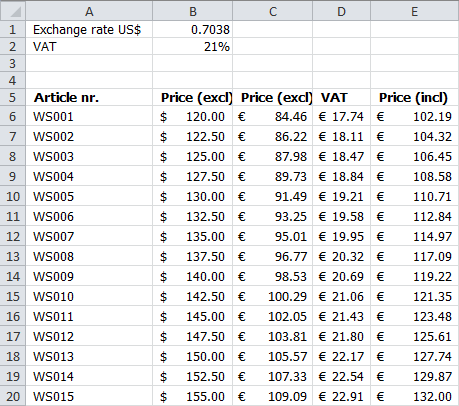 A B C D E
1 Exchange rate US$ 0.7038
2 VAT 21%
3
4
5 Article nr. Price (excl) Price (excl) VAT Price (incl)
6 WS001 $ 120.00 € 84.46 € 17.74 € 102.19
7 WS002 $ 122.50 € 86.22 € 18.11 € 104.32
8 WS003 $ 125.00 € 87.98 € 18.47 € 106.45
9 WS004 $ 127.50 € 89.73 € 18.84 € 108.58
10 WS005 $ 130.00 € 91.49 € 19.21 € 110.71
11 WS006 $ 132.50 € 93.25 € 19.58 € 112.84
12 WS007 $ 135.00 € 95.01 € 19.95 € 114.97
13 WS008 $ 137.50 € 96.77 € 20.32 € 117.09
14 WS009 $ 140.00 € 98.53 € 20.69 € 119.22
15 WS010 $ 142.50 € 100.29 € 21.06 € 121.35
16 WS011 $ 145.00 € 102.05 € 21.43 € 123.48
17 WS012 $ 147.50 € 103.81 € 21.80 € 125.61
18 WS013 $ 150.00 € 105.57 € 22.17 € 127.74
19 WS014 $ 152.50 € 107.33 € 22.54 € 129.87
20 WS015 $ 155.00 € 109.09 € 22.91 € 132.00